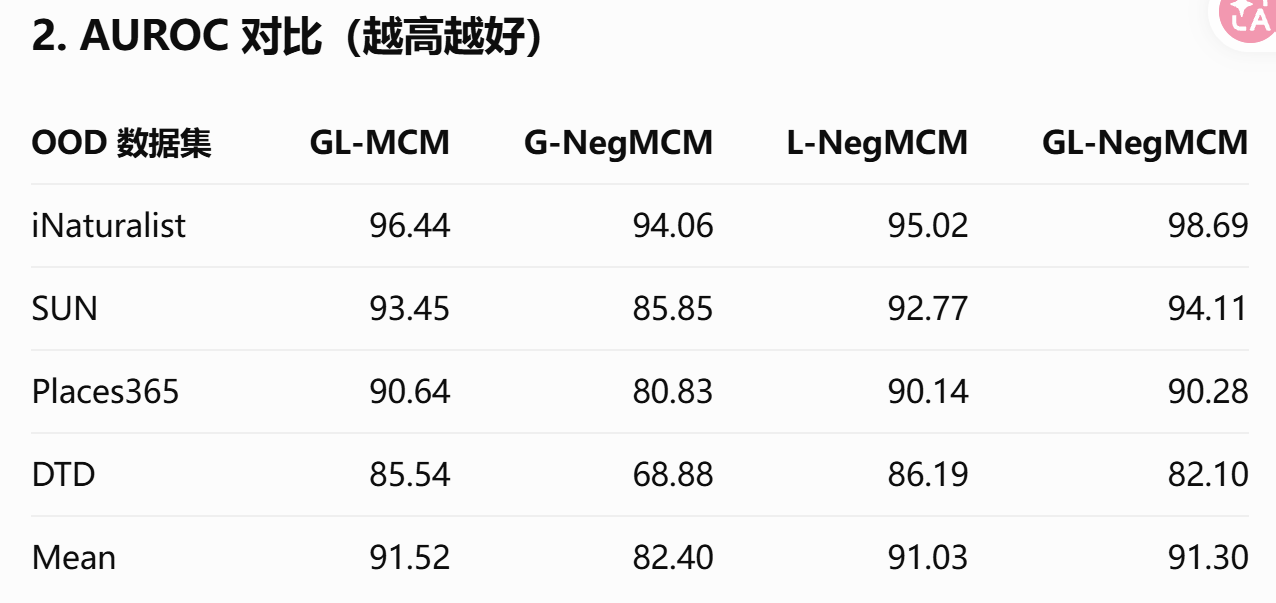 2. AUROC 对比（越高越好）
OOD 数据集 GL-MCM G-NegMCM L-NegMCM GL-NegMCM
iNaturalist 96.44 94.06 95.02 98.69
SUN 93.45 85.85 92.77 94.11
Places365 90.64 80.83 90.14 90.28
DTD 85.54 68.88 86.19 82.10
Mean 91.52 82.40 91.03 91.30